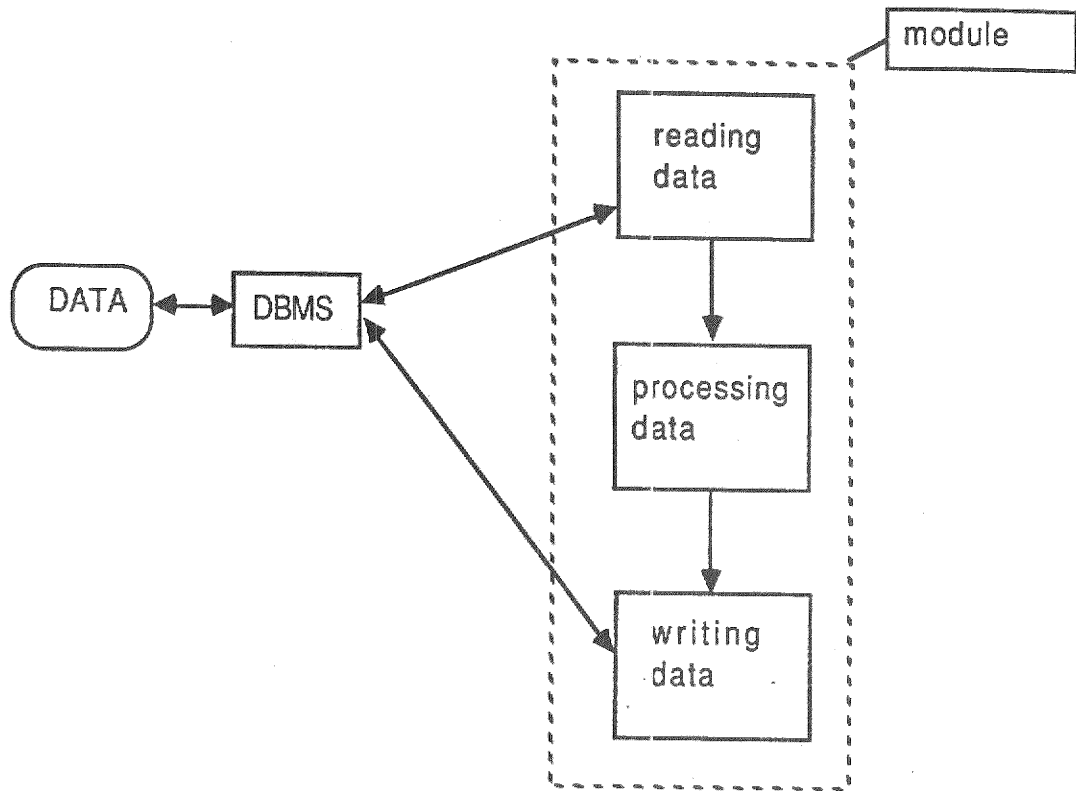 module
reading
data
DATA
DBMS
processing
data
writing
data